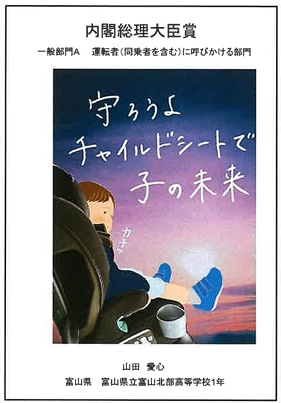 内閣総理大臣賞
一般部門A 運転者(同乗者を含む)に呼びかける部門
守ろうよ
チャイルドシートで
子の未来
カチッ
山田 愛心
富山県 富山県立富山北部高等学校1年